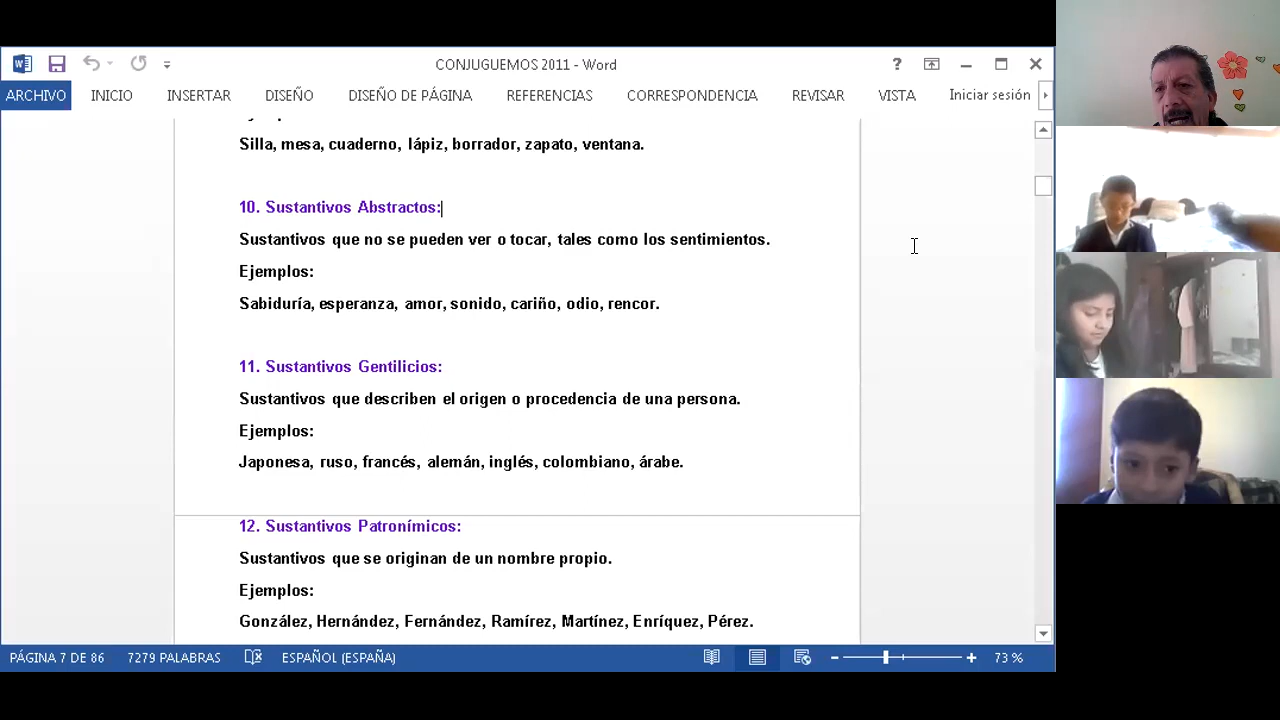 CONJUGUEMOS 2011 - Word
?
ARCHIVO INICIO INSERTAR DISEÑO DISEÑO DE PÁGINA REFERENCIAS CORRESPONDENCIA REVISAR VISTA Iniciar sesión
Silla, mesa, cuaderno, lápiz, borrador, zapato, ventana.
10. Sustantivos Abstractos:
Sustantivos que no se pueden ver o tocar, tales como los sentimientos.
Ejemplos:
Sabiduría, esperanza, amor, sonido, cariño, odio, rencor.
11. Sustantivos Gentilicios:
Sustantivos que describen el origen o procedencia de una persona.
Ejemplos:
Japonesa, ruso, francés, alemán, inglés, colombiano, árabe.
12. Sustantivos Patronímicos:
Sustantivos que se originan de un nombre propio.
Ejemplos:
González, Hernández, Fernández, Ramírez, Martínez, Enríquez, Pérez.
PÁGINA 7 DE 86 7279 PALABRAS ESPAÑOL (ESPAÑA) 73 %